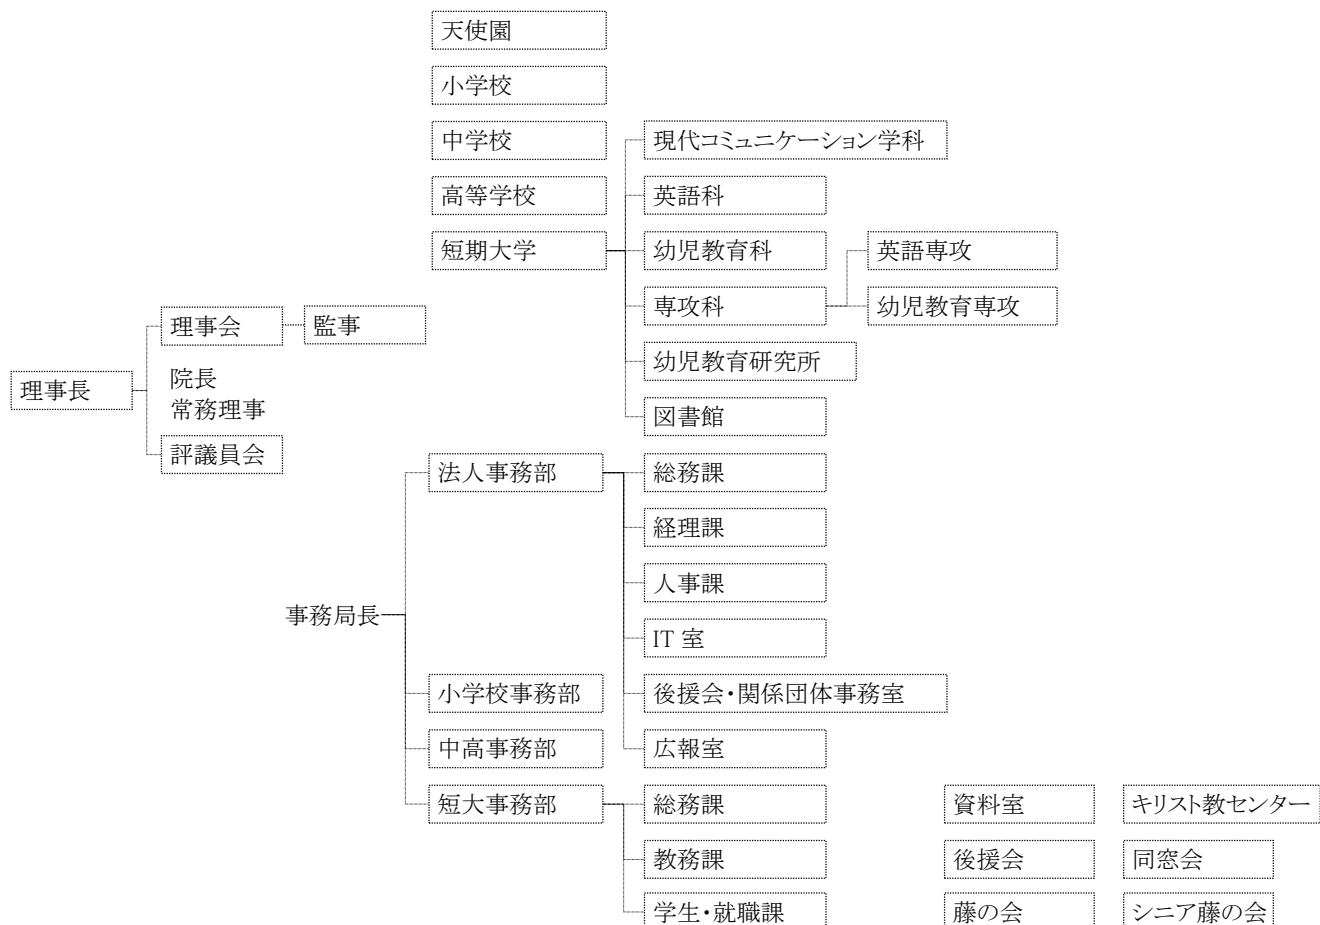 天使園
小学校
中学校
現代コミュニケーション学科
高等学校
英語科
短期大学
幼児教育科
英語専攻
専攻科
幼児教育専攻
理事会
監事
幼児教育研究所
理事長
院長
常務理事
図書館
評議員会
法人事務部
総務課
経理課
人事課
事務局長
IT 室
小学校事務部
後援会・関係団体事務室
中高事務部
広報室
短大事務部
総務課
資料室
キリスト教センター
教務課
後援会
同窓会
学生・就職課
藤の会
シニア藤の会